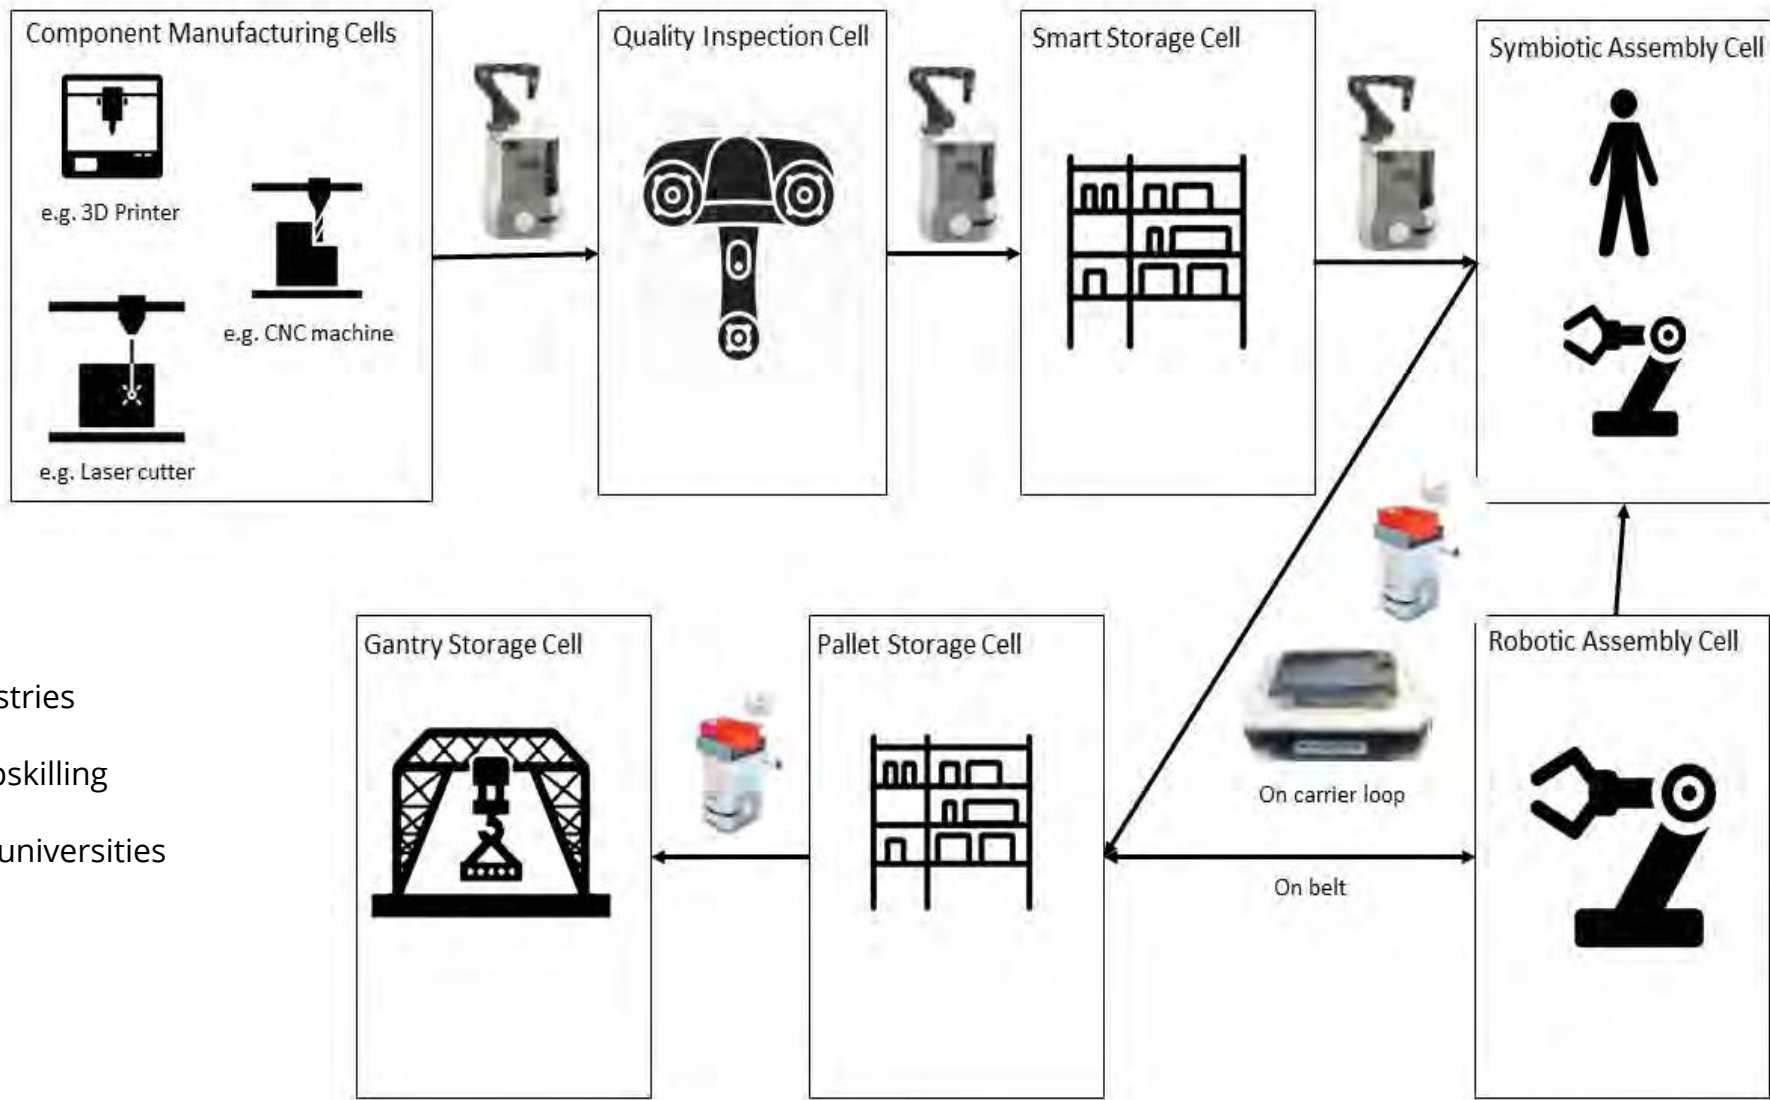 Component Manufacturing Cells
e.g. 3D Printer
e.g. CNC machine
e.g. Laser cutter
Quality Inspection Cell
Smart Storage Cell
Symbiotic Assembly Cell
stries
skilling
universities
Gantry Storage Cell
Pallet Storage Cell
On carrier loop
On belt
Robotic Assembly Cell